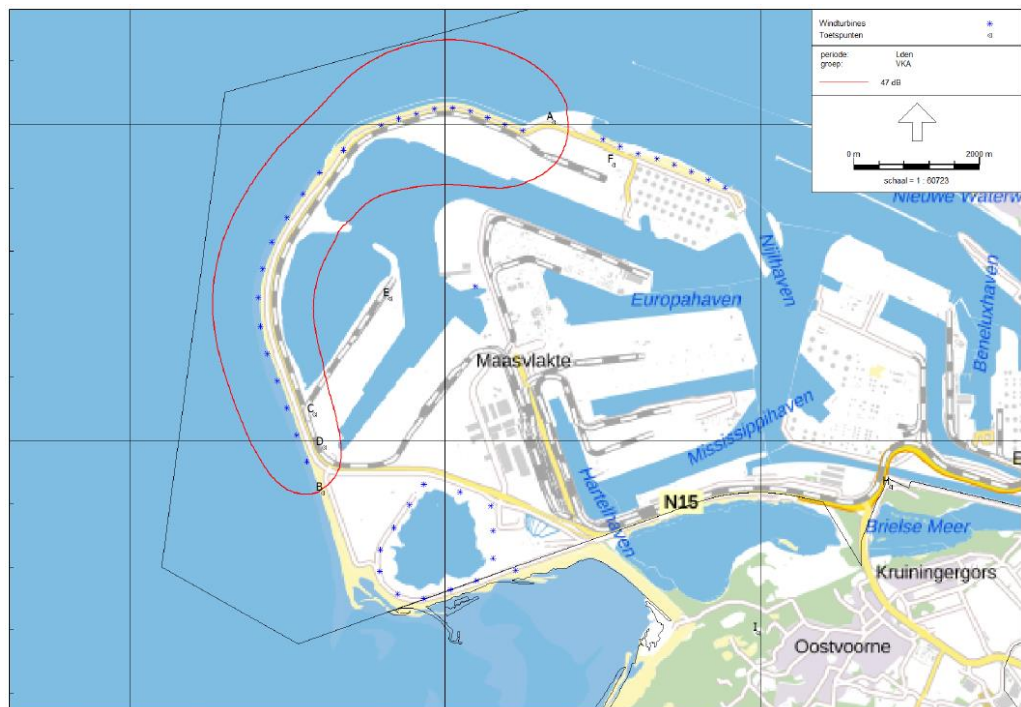 Windturbines
Toetspunten
periode: Lden
groep: VKA
47 dB
0 m 2000 m
schaal = 1 : 60723
A
F
Nieuwe Waterw
Nijlhaven
E
Europahaven
Beneluxhaven
Maasvlakte
C
Mississippihaven
D
E
B
Hartelhaven
N15
H
Brielse Meer
Kruiningergors
I
Oostvoorne